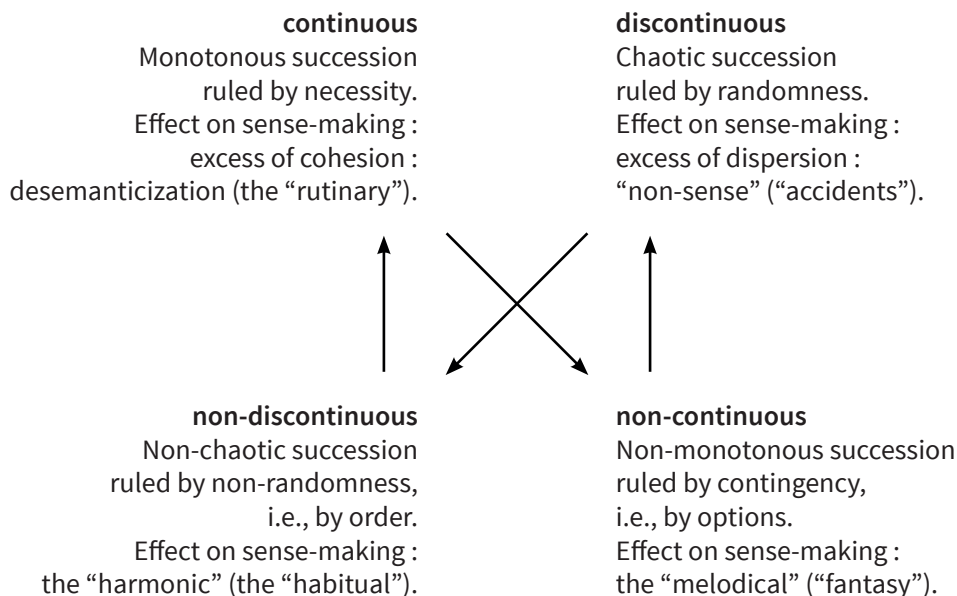 continuous
Monotonous succession
ruled by necessity.
Effect on sense-making :
excess of cohesion :
desemanticization (the “rutinary”).
discontinuous
Chaotic succession
ruled by randomness.
Effect on sense-making :
excess of dispersion :
“non-sense” (“accidents”).
non-discontinuous
Non-chaotic succession
ruled by non-randomness,
i.e., by order.
Effect on sense-making :
the “harmonic” (the “habitual”).
non-continuous
Non-monotonous succession
ruled by contingency,
i.e., by options.
Effect on sense-making :
the “melodical” (“fantasy”).